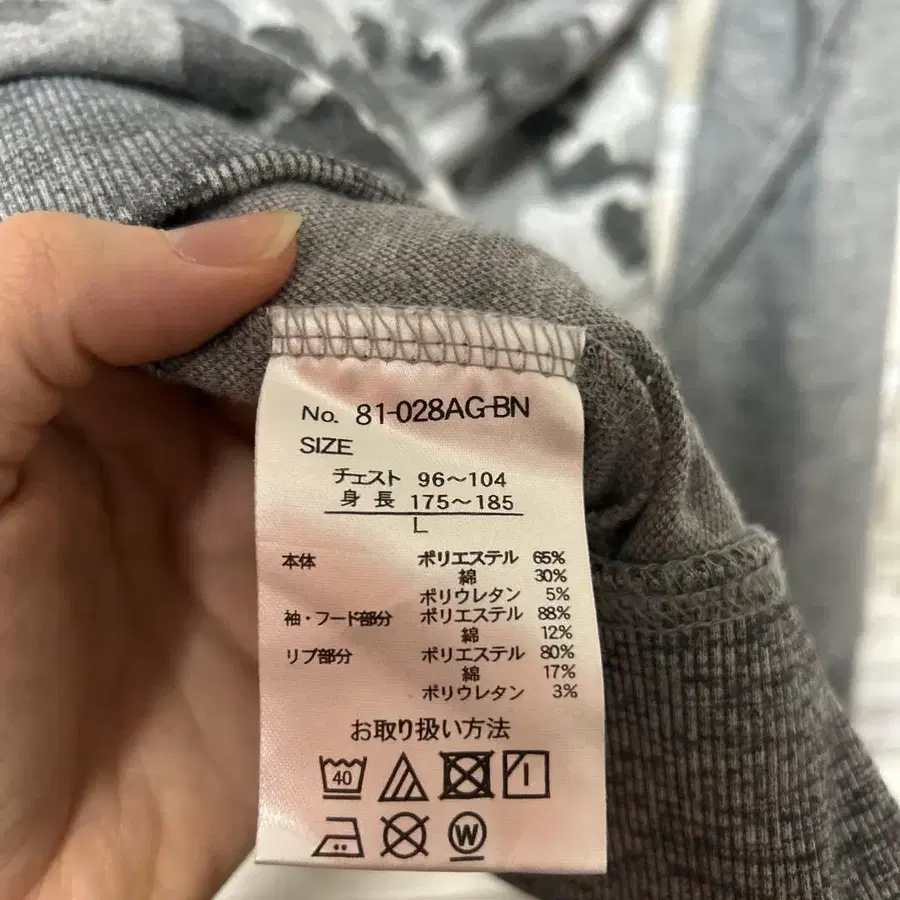 No. 81-028AG-BN
SIZE
チェスト 96～104
身長 175～185
L
本体 ポリエステル 65%
綿 30%
ポリウレタン 5%
袖・フード部分 ポリエステル 88%
綿 12%
リブ部分 ポリエステル 80%
綿 17%
ポリウレタン 3%
お取り扱い方法
40
W